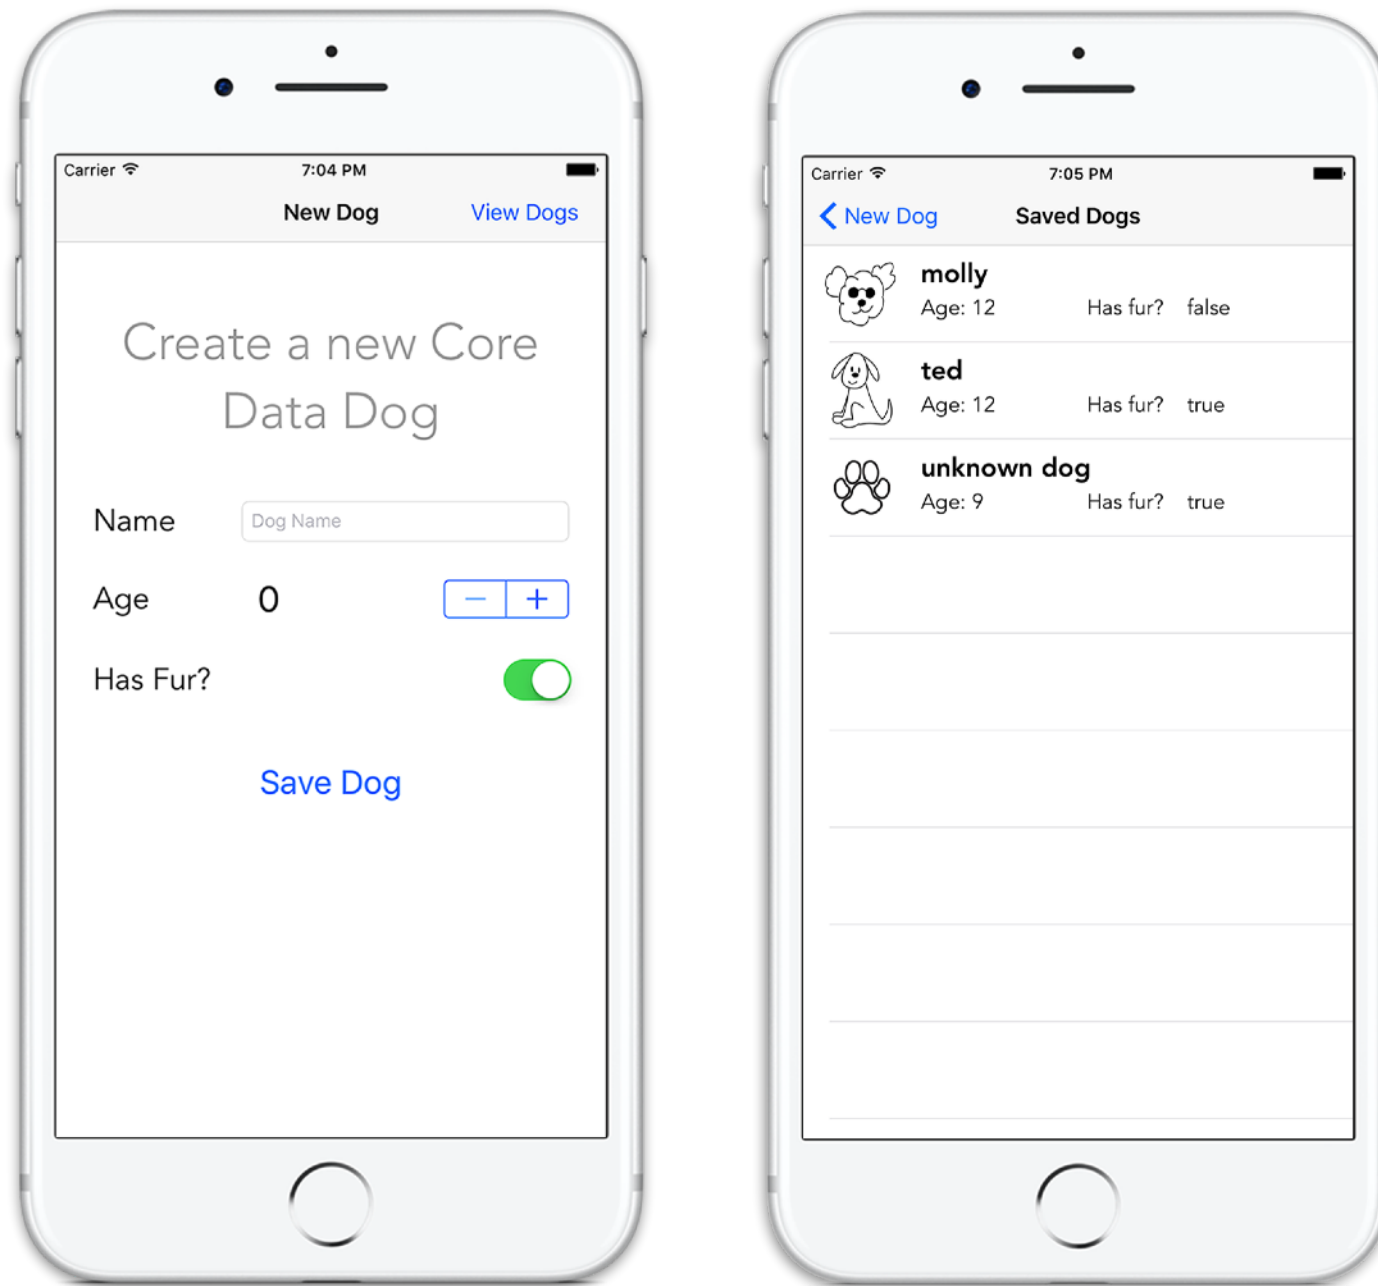 Carrier 7:04 PM
New Dog View Dogs
Create a new Core
Data Dog
Name Dog Name
Age 0 − +
Has Fur?
Save Dog
Carrier 7:05 PM
New Dog Saved Dogs
molly
Age: 12 Has fur? false
ted
Age: 12 Has fur? true
unknown dog
Age: 9 Has fur? true